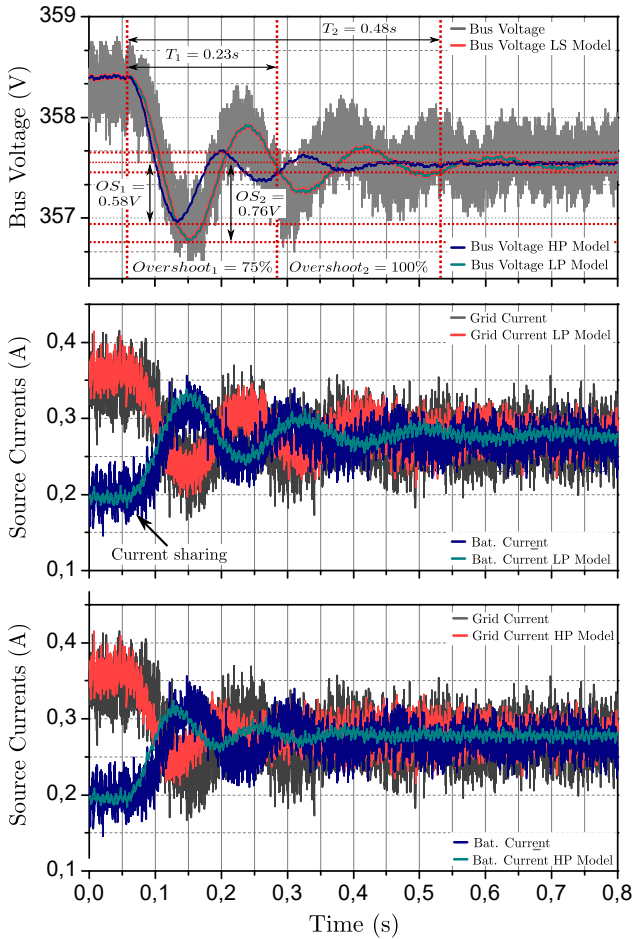 359
358
357
Bus Voltage (V)
T₂ = 0.48s
T₁ = 0.23s
Bus Voltage
Bus Voltage LS Model
OS₁ =
0.58V
OS₂ =
0.76V
Overshoot₁ = 75%
Overshoot₂ = 100%
Bus Voltage HP Model
Bus Voltage LP Model
0,4
0,3
0,2
0,1
Source Currents (A)
Grid Current
Grid Current LP Model
Current sharing
Bat. Current
Bat. Current LP Model
0,4
0,3
0,2
0,1
Source Currents (A)
Grid Current
Grid Current HP Model
Bat. Current
Bat. Current HP Model
0,0 0,1 0,2 0,3 0,4 0,5 0,6 0,7 0,8
Time (s)